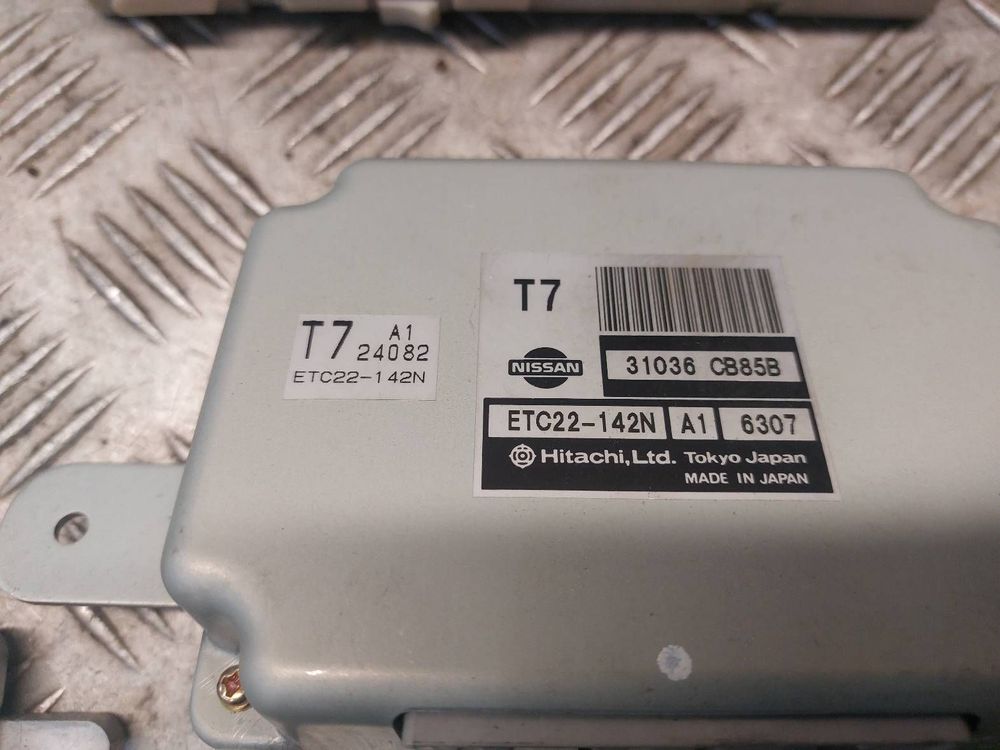 T7 A1
24082
ETC22-142N
T7
NISSAN
31036 CB85B
ETC22-142N A1 6307
Hitachi,Ltd. Tokyo Japan
MADE IN JAPAN